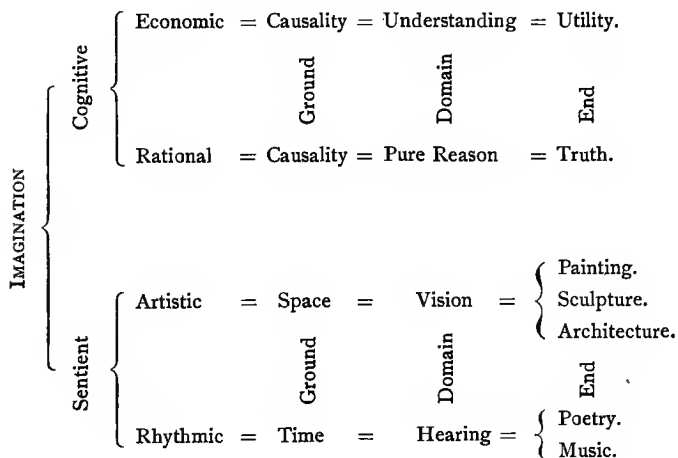 IMAGINATION
Cognitive
Economic = Causality = Understanding = Utility.
Ground
Domain
End
Rational = Causality = Pure Reason = Truth.
Sentient
Artistic = Space = Vision =
Painting.
Sculpture.
Architecture.
Ground
Domain
End
Rhythmic = Time = Hearing =
Poetry.
Music.